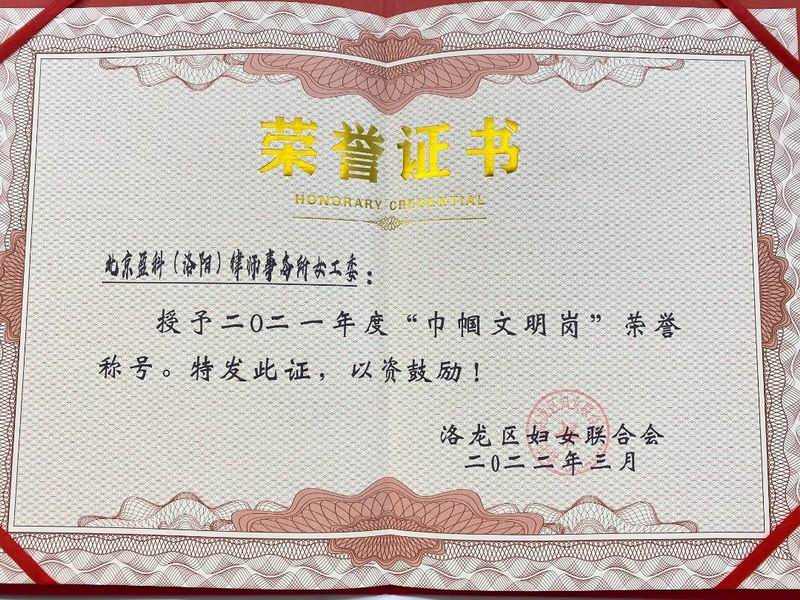 荣誉证书
HONORARY CREDENTIAL
北京盈科（洛阳）律师事务所女工委：
授予二〇二一年度“巾帼文明岗”荣誉
称号。特发此证，以资鼓励！
洛龙区妇女联合会
二〇二二年三月